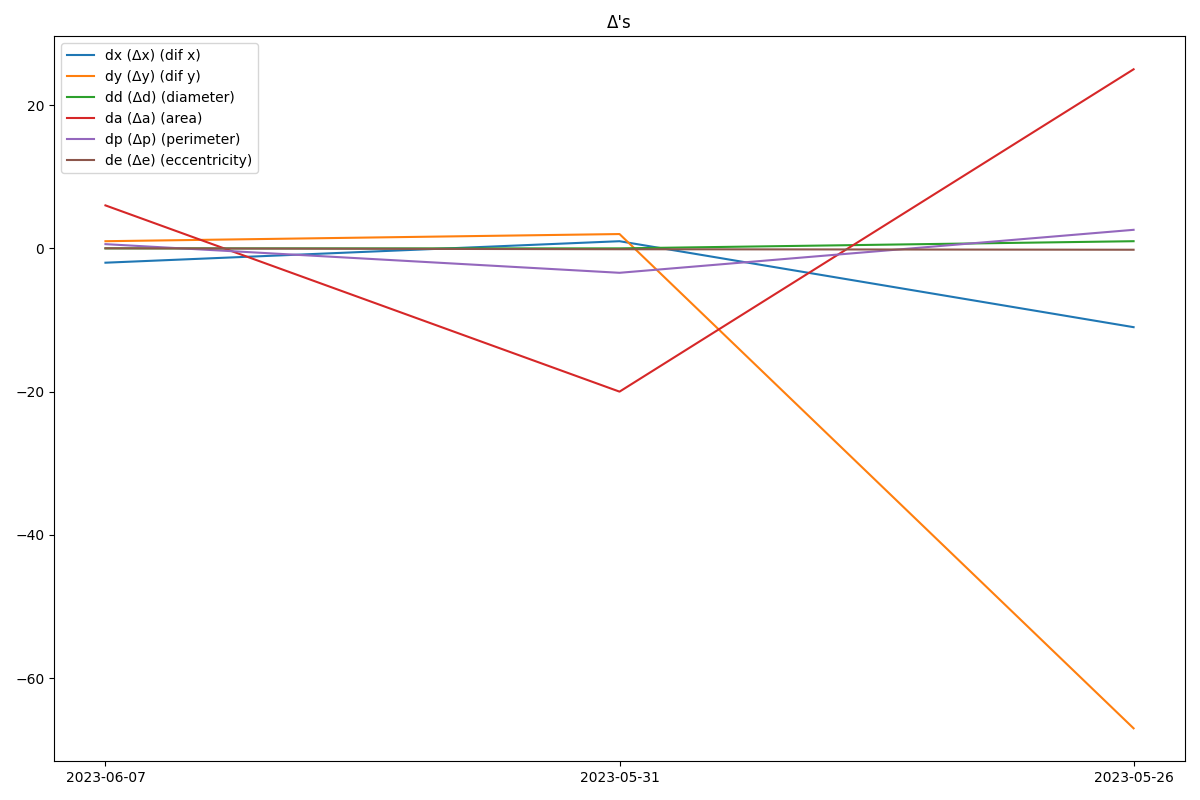 Δ's
dx (Δx) (dif x)
dy (Δy) (dif y)
dd (Δd) (diameter)
da (Δa) (area)
dp (Δp) (perimeter)
de (Δe) (eccentricity)
20
0
−20
−40
−60
2023-06-07 2023-05-31 2023-05-26